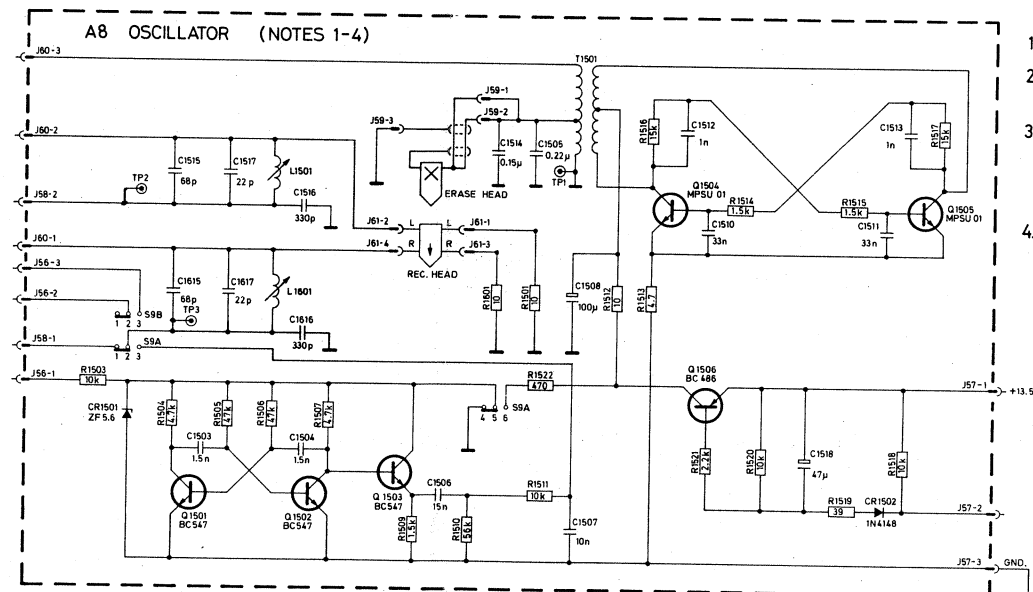 A8 OSCILLATOR (NOTES 1-4)
1
2
3
4.
J60-3
T1501
J59-1
J59-2
J59-3
J60-2
C1515
68p
C1517
22p
L1501
C1516
330p
TP2
J58-2
ERASE HEAD
C1514
0.15µ
C1505
0.22µ
TP1
R1516
15k
C1512
1n
C1513
1n
R1517
15k
Q1504
MPSU 01
R1514
1.5k
C1510
33n
R1515
1.5k
C1511
33n
Q1505
MPSU 01
J60-1
J56-3
J56-2
J58-1
J56-1
C1615
68p
C1617
22p
L1601
TP3
C1616
330p
S9B
1 2 3
S9A
1 2 3
J61-2
L
L
J61-1
J61-4
R
R
J61-3
REC. HEAD
R1601
10
R1501
10
C1508
100µ
R1512
10
R1513
4.7
R1503
10k
CR1501
ZF 5.6
R1504
4.7k
R1505
47k
R1506
47k
R1507
4.7k
C1503
1.5n
C1504
1.5n
Q1501
BC547
Q1502
BC547
Q1503
BC547
R1509
1.5k
C1506
15n
R1510
56k
R1511
10k
C1507
10n
R1522
470
S9A
4 5 6
Q1506
BC 486
R1521
2.2k
R1520
10k
C1518
47µ
R1518
10k
R1519
39
CR1502
1N4148
J57-1
+13.5
J57-2
J57-3
GND.